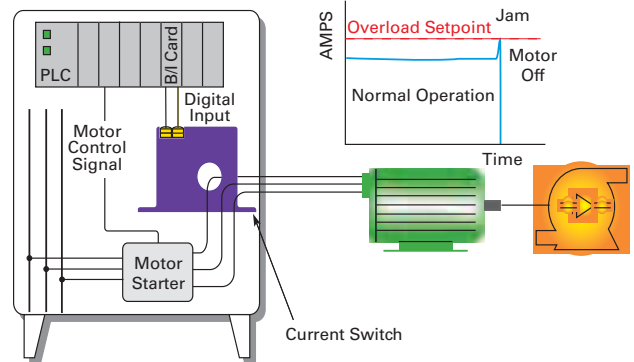 PLC
B/I Card
Digital
Input
Motor
Control
Signal
Motor
Starter
Current Switch
AMPS
Overload Setpoint
Jam
Motor
Off
Normal Operation
Time